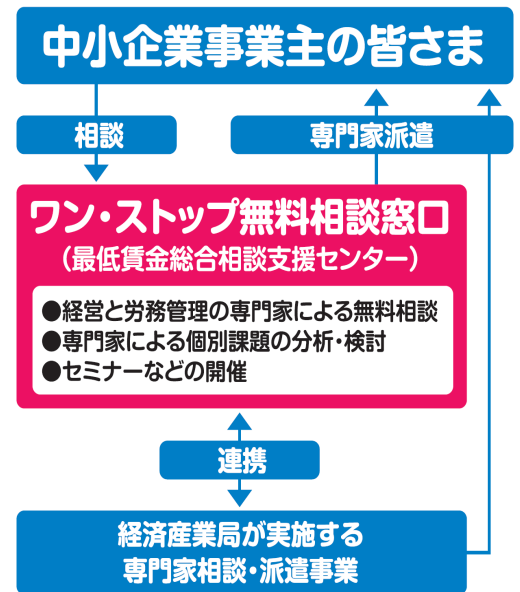 中小企業事業主の皆さま
相談
専門家派遣
ワン・ストップ無料相談窓口
（最低賃金総合相談支援センター）
●経営と労務管理の専門家による無料相談
●専門家による個別課題の分析・検討
●セミナーなどの開催
連携
経済産業局が実施する
専門家相談・派遣事業